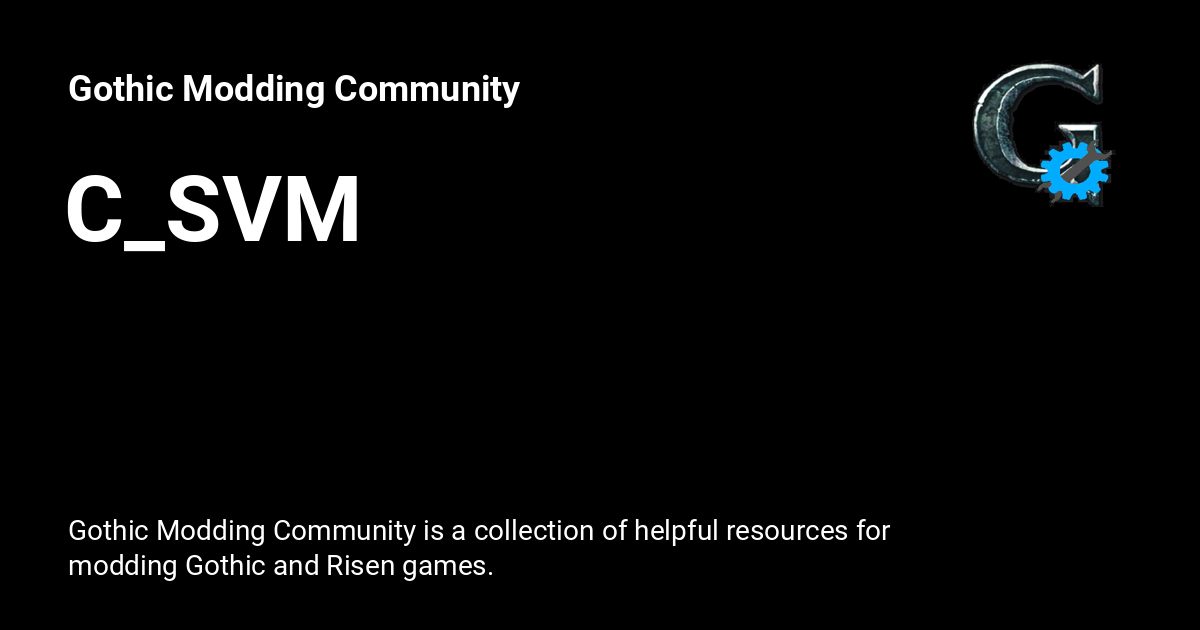 Gothic Modding Community
C_SVM
Gothic Modding Community is a collection of helpful resources for
modding Gothic and Risen games.